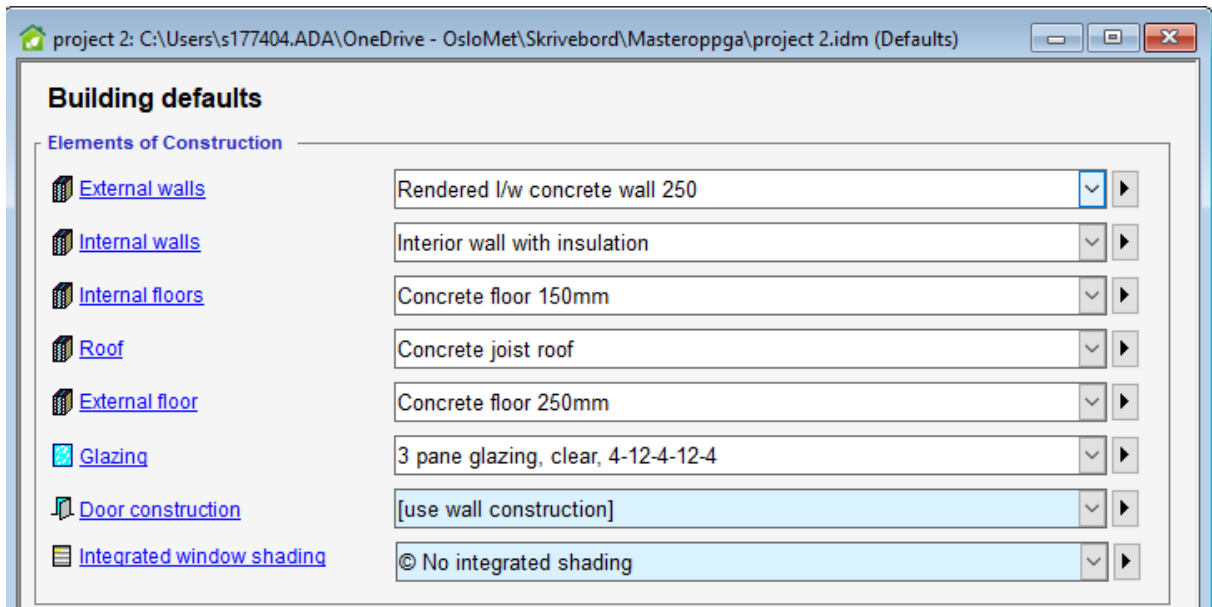 project 2: C:\Users\s177404.ADA\OneDrive - OsloMet\Skrivebord\Masteroppga\project 2.idm (Defaults)
Building defaults
Elements of Construction
External walls Rendered l/w concrete wall 250
Internal walls Interior wall with insulation
Internal floors Concrete floor 150mm
Roof Concrete joist roof
External floor Concrete floor 250mm
Glazing 3 pane glazing, clear, 4-12-4-12-4
Door construction [use wall construction]
Integrated window shading © No integrated shading